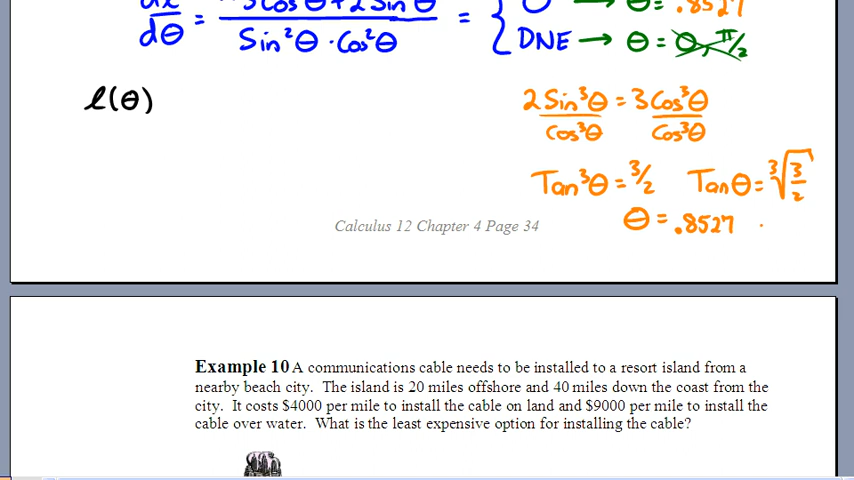 dθ = Sin²θ · Cos²θ = { DNE → θ = 0, π/2
l(θ)
2Sin³θ = 3Cos³θ
Cos³θ Cos³θ
Tan³θ = 3/2 Tanθ = ∛(3/2)
θ = .8527
Calculus 12 Chapter 4 Page 34
Example 10 A communications cable needs to be installed to a resort island from a
nearby beach city. The island is 20 miles offshore and 40 miles down the coast from the
city. It costs $4000 per mile to install the cable on land and $9000 per mile to install the
cable over water. What is the least expensive option for installing the cable?